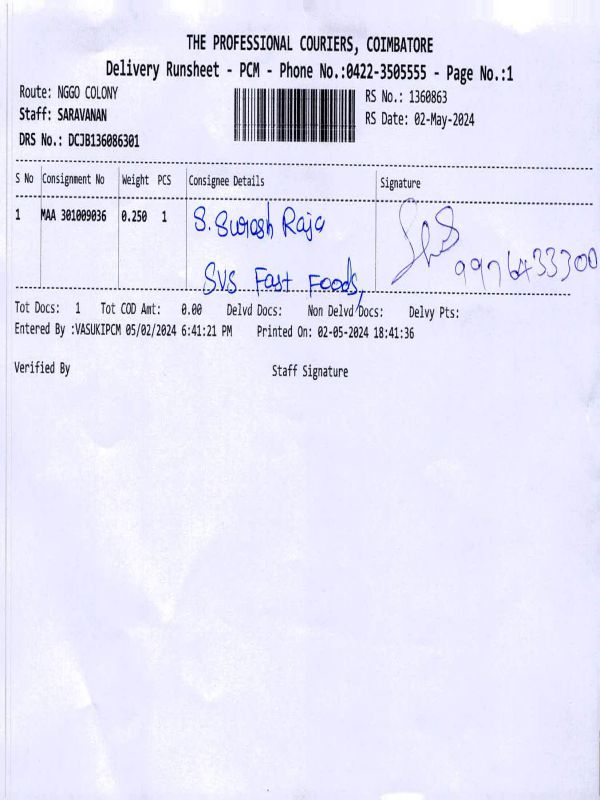 THE PROFESSIONAL COURIERS, COIMBATORE
Delivery Runsheet - PCM - Phone No.:0422-3505555 - Page No.:1
Route: NGGO COLONY
RS No.: 1360863
Staff: SARAVANAN
RS Date: 02-May-2024
DRS No.: DCJB136086301
S No Consignment No Weight PCS Consignee Details Signature
1 MAA 301009036 0.250 1 S. Suresh Raja
9976433300
SVS Fast Foods,
Tot Docs: 1 Tot COD Amt: 0.00 Delvd Docs: Non Delvd Docs: Delvy Pts:
Entered By :VASUKIPCM 05/02/2024 6:41:21 PM Printed On: 02-05-2024 18:41:36
Verified By Staff Signature